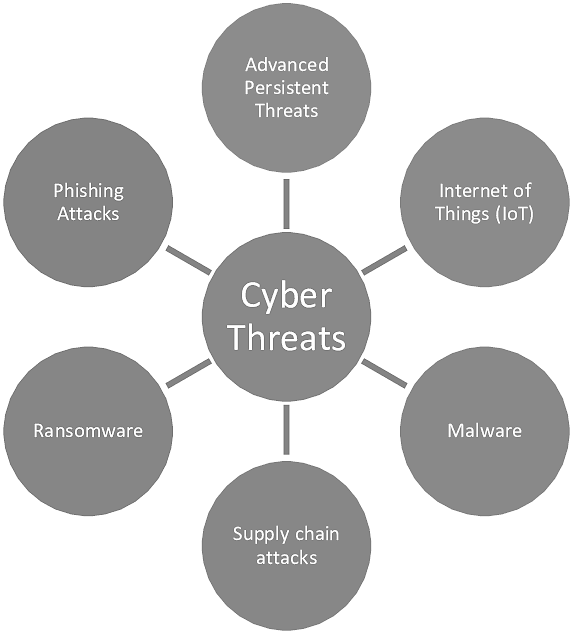 Advanced
Persistent
Threats
Phishing
Attacks
Internet of
Things (IoT)
Cyber
Threats
Ransomware
Malware
Supply chain
attacks